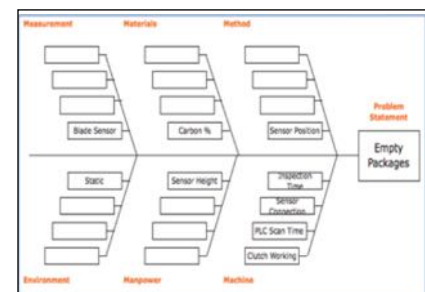 Measurement
Materials
Method
Problem
Statement
Blade Sensor
Carbon %
Sensor Position
Empty
Packages
Static
Sensor Height
Inspection
Time
Sensor
Connection
PLC Scan Time
Clutch Working
Environment
Manpower
Machine